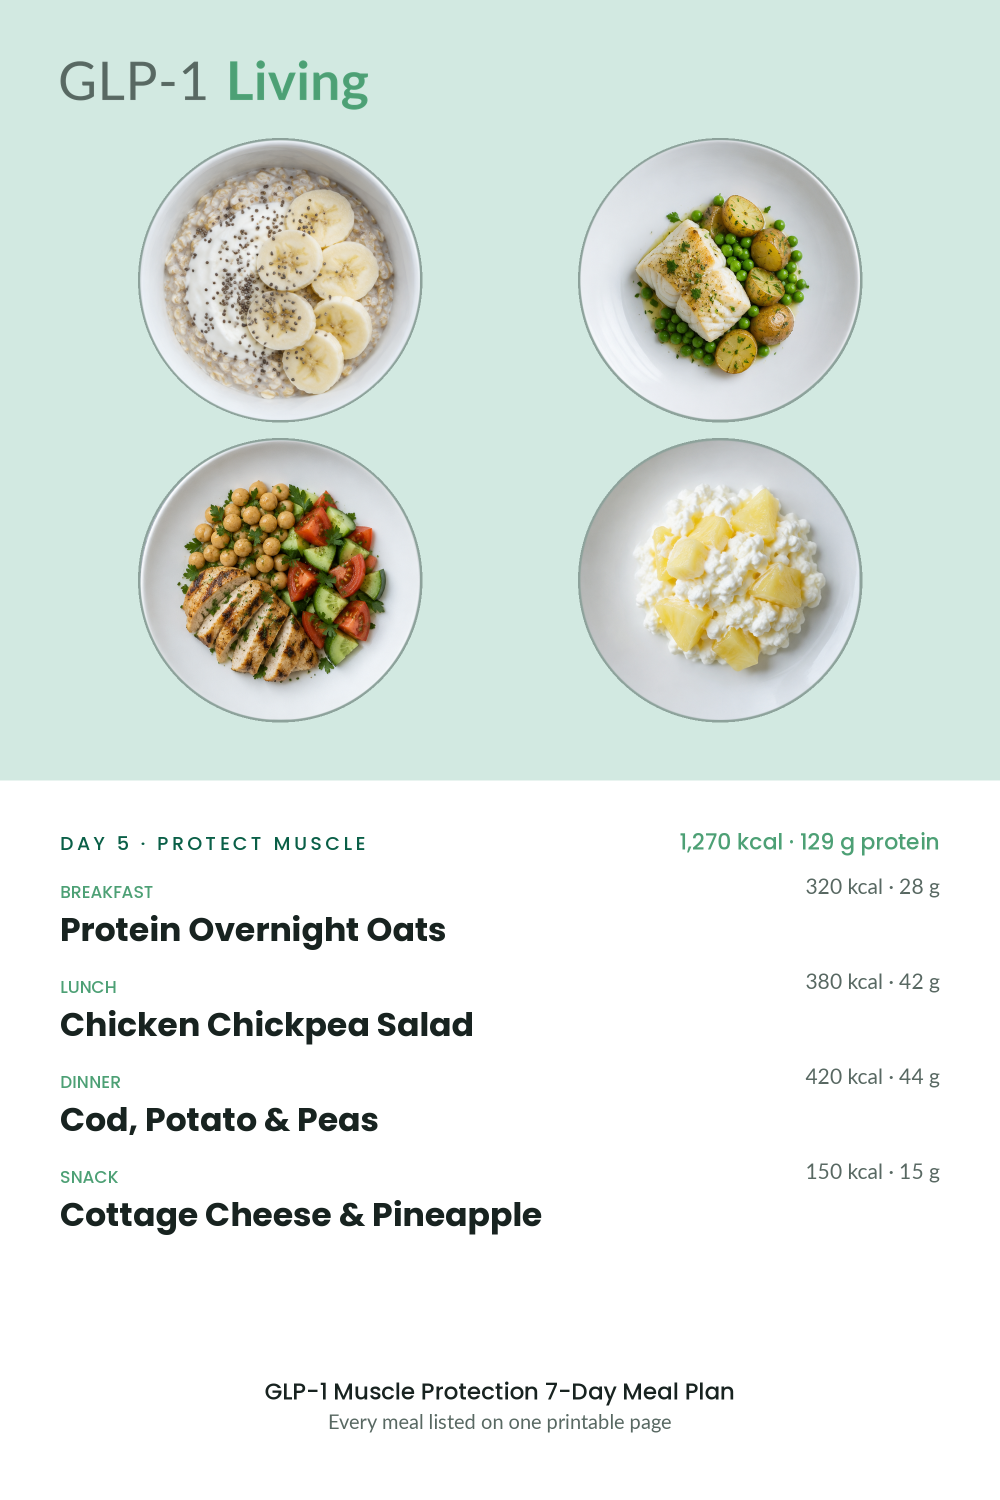 GLP-1 Living
DAY 5 · PROTECT MUSCLE
1,270 kcal · 129 g protein
BREAKFAST
320 kcal · 28 g
Protein Overnight Oats
LUNCH
380 kcal · 42 g
Chicken Chickpea Salad
DINNER
420 kcal · 44 g
Cod, Potato & Peas
SNACK
150 kcal · 15 g
Cottage Cheese & Pineapple
GLP-1 Muscle Protection 7-Day Meal Plan
Every meal listed on one printable page